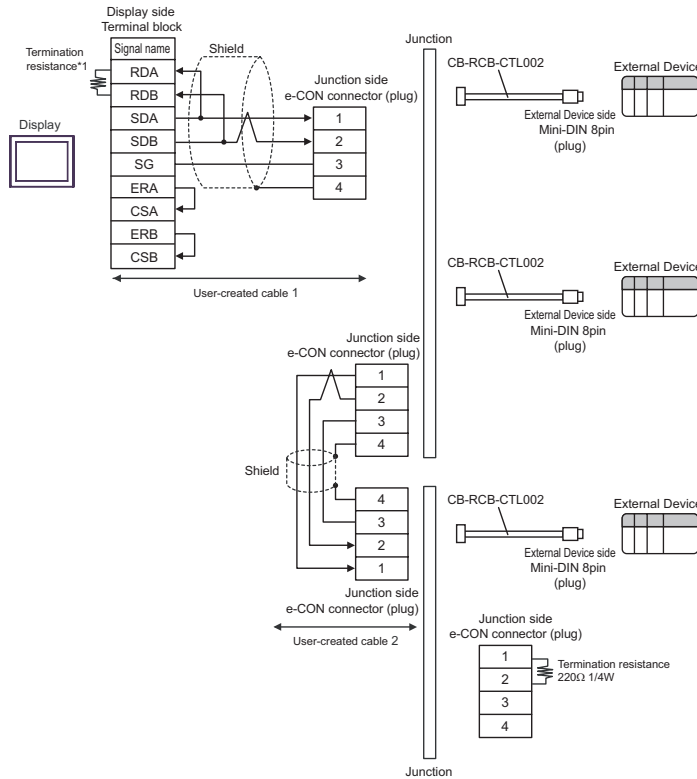 Display side
Terminal block
Termination
resistance*1
Signal name
RDA
RDB
SDA
SDB
SG
ERA
CSA
ERB
CSB
Display
Shield
Junction side
e-CON connector (plug)
1
2
3
4
User-created cable 1
Junction
CB-RCB-CTL002
External Device side
Mini-DIN 8pin
(plug)
External Device
CB-RCB-CTL002
External Device side
Mini-DIN 8pin
(plug)
External Device
Junction side
e-CON connector (plug)
1
2
3
4
Shield
4
3
2
1
Junction side
e-CON connector (plug)
User-created cable 2
CB-RCB-CTL002
External Device side
Mini-DIN 8pin
(plug)
External Device
Junction side
e-CON connector (plug)
1
2
3
4
Termination resistance
220Ω 1/4W
Junction